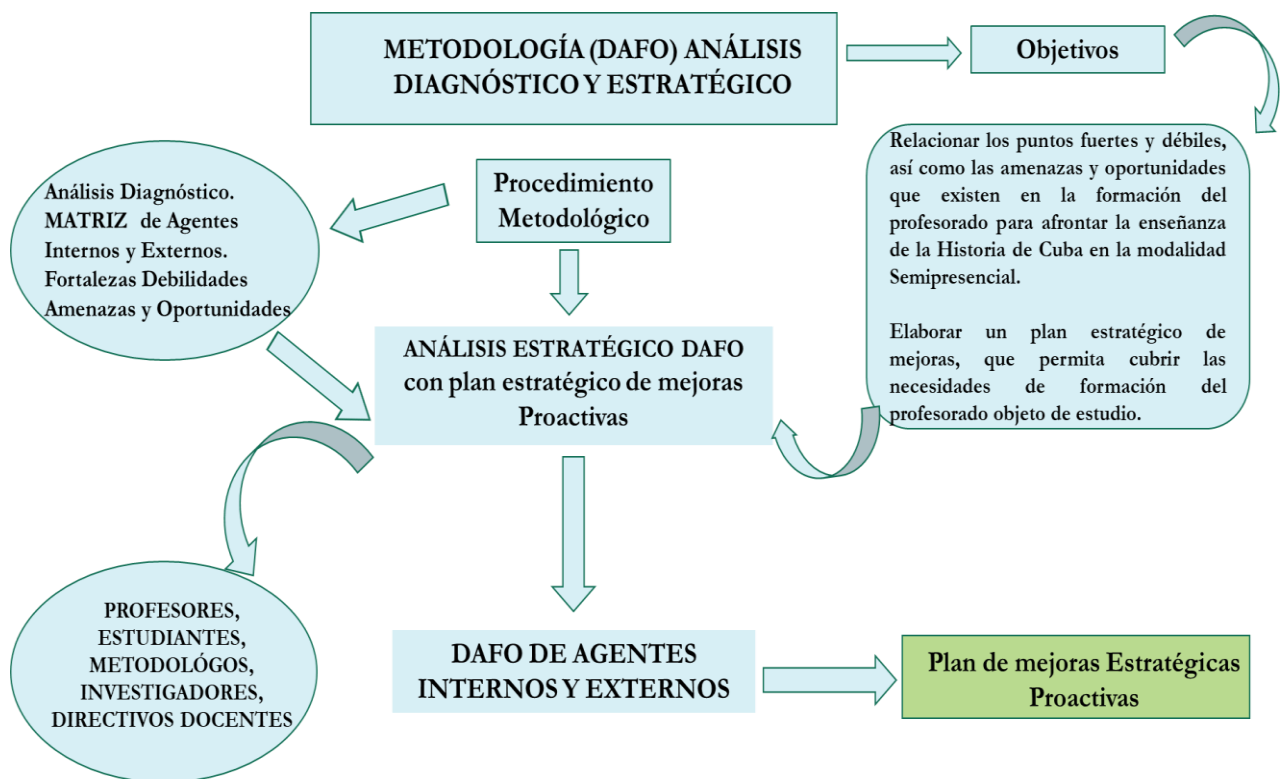 METODOLOGÍA (DAFO) ANÁLISIS
DIAGNÓSTICO Y ESTRATÉGICO
Objetivos
Relacionar los puntos fuertes y débiles,
así como las amenazas y oportunidades
que existen en la formación del
profesorado para afrontar la enseñanza
de la Historia de Cuba en la modalidad
Semipresencial.
Elaborar un plan estratégico de
mejoras, que permita cubrir las
necesidades de formación del
profesorado objeto de estudio.
Procedimiento
Metodológico
Análisis Diagnóstico.
MATRIZ de Agentes
Internos y Externos.
Fortalezas Debilidades
Amenazas y Oportunidades
ANÁLISIS ESTRATÉGICO DAFO
con plan estratégico de mejoras
Proactivas
PROFESORES,
ESTUDIANTES,
METODOLÓGOS,
INVESTIGADORES,
DIRECTIVOS DOCENTES
DAFO DE AGENTES
INTERNOS Y EXTERNOS
Plan de mejoras Estratégicas
Proactivas